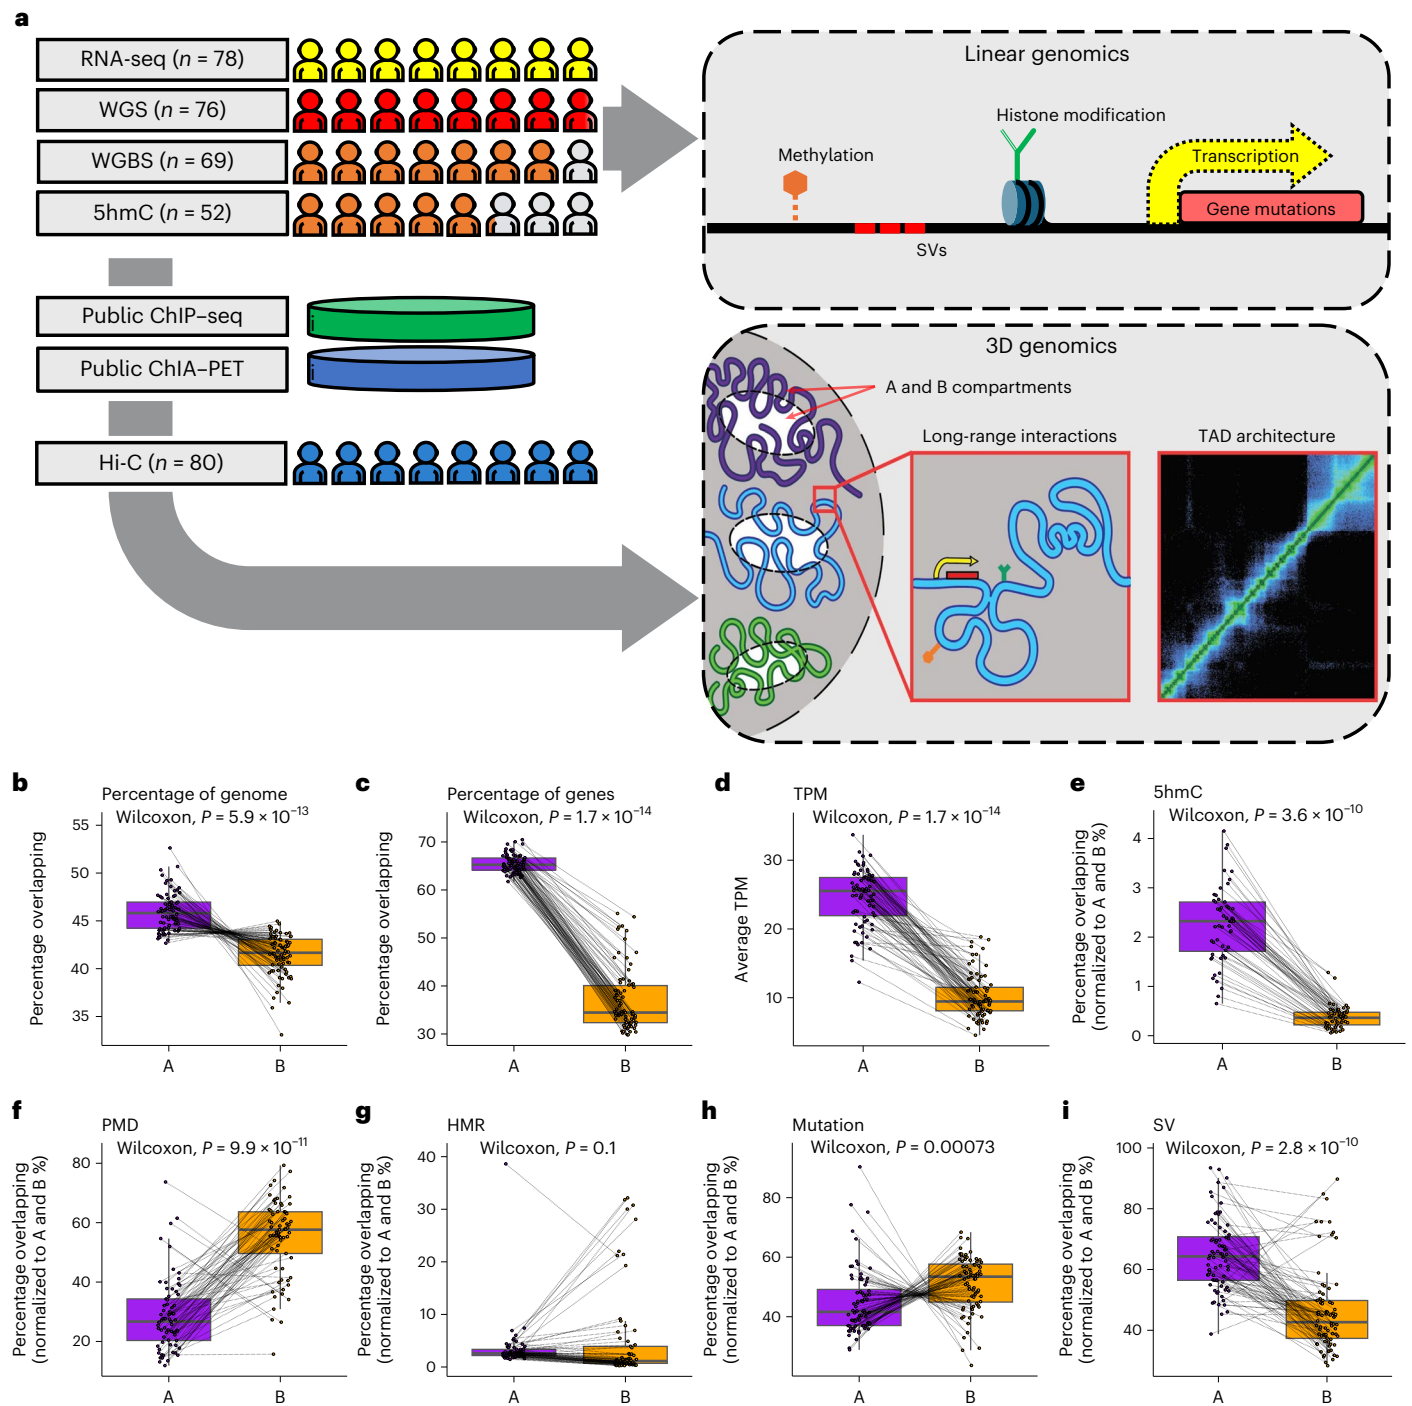 a
RNA-seq (n = 78)
WGS (n = 76)
WGBS (n = 69)
5hmC (n = 52)
Public ChIP–seq
i
Public ChIA–PET
i
Hi-C (n = 80)
Linear genomics
Histone modification
Methylation
Transcription
Gene mutations
SVs
3D genomics
A and B compartments
Long-range interactions
TAD architecture
b
Percentage of genome
Wilcoxon, P = 5.9 × 10⁻¹³
Percentage overlapping
55
50
45
40
35
A
B
c
Percentage of genes
Wilcoxon, P = 1.7 × 10⁻¹⁴
Percentage overlapping
70
60
50
40
30
A
B
d
TPM
Wilcoxon, P = 1.7 × 10⁻¹⁴
Average TPM
30
20
10
A
B
e
5hmC
Wilcoxon, P = 3.6 × 10⁻¹⁰
Percentage overlapping
(normalized to A and B %)
4
3
2
1
0
A
B
f
PMD
Wilcoxon, P = 9.9 × 10⁻¹¹
Percentage overlapping
(normalized to A and B %)
80
60
40
20
A
B
g
HMR
Wilcoxon, P = 0.1
Percentage overlapping
(normalized to A and B %)
40
30
20
10
0
A
B
h
Mutation
Wilcoxon, P = 0.00073
Percentage overlapping
(normalized to A and B %)
80
60
40
A
B
i
SV
Wilcoxon, P = 2.8 × 10⁻¹⁰
Percentage overlapping
(normalized to A and B %)
100
80
60
40
A
B